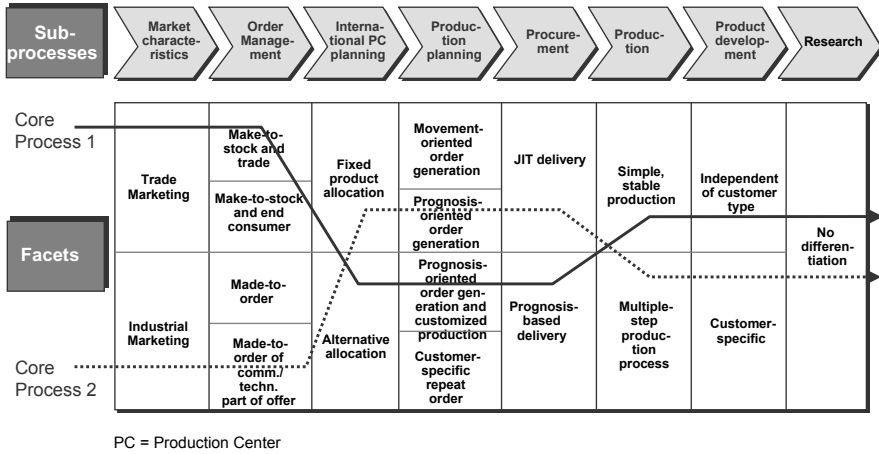 Sub-
processes
Market
characte-
ristics
Order
Manage-
ment
Internati-
onal PC
planning
Production
planning
Procure-
ment
Produc-
tion
Product
develop-
ment
Research
Core
Process 1
Facets
Core
Process 2
Trade
Marketing
Industrial
Marketing
Make-to-
stock and
trade
Make-to-stock
and end
consumer
Made-to-
order
Made-to-
order of
comm./
techn.
part of offer
Fixed
product
allocation
Alternative
allocation
Movement-
oriented
order
generation
Prognosis-
oriented
order
generation
Prognosis-
oriented
order gen-
eration and
customized
production
Customer-
specific
repeat
order
JIT delivery
Prognosis-
based
delivery
Simple,
stable
production
Multiple-
step
produc-
tion
process
Independent
of customer
type
Customer-
specific
No
differen-
tiation
PC = Production Center